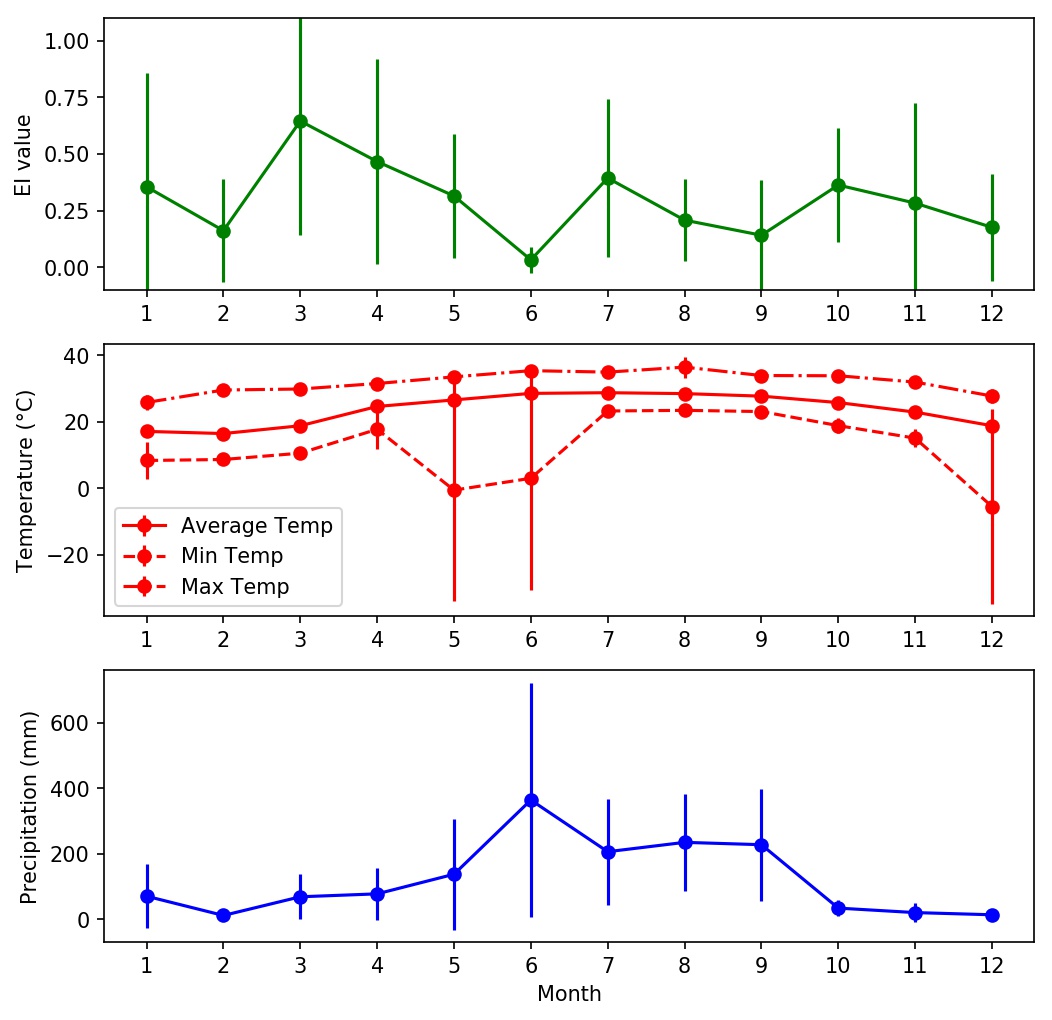 EI value
1.00
0.75
0.50
0.25
0.00
1 2 3 4 5 6 7 8 9 10 11 12
Temperature (°C)
40
20
0
−20
Average Temp
Min Temp
Max Temp
1 2 3 4 5 6 7 8 9 10 11 12
Precipitation (mm)
600
400
200
0
1 2 3 4 5 6 7 8 9 10 11 12
Month